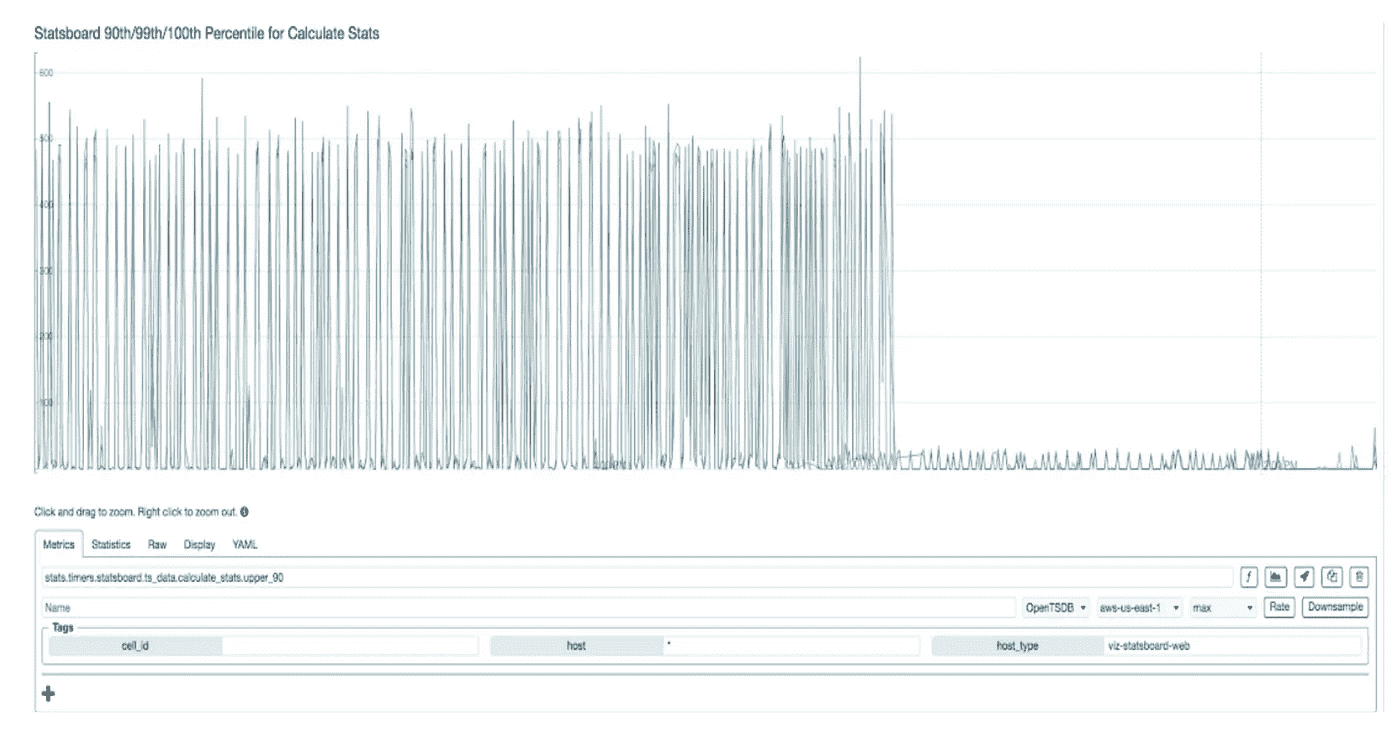 Statsboard 90th/99th/100th Percentile for Calculate Stats
600
500
400
300
200
100
Click and drag to zoom. Right click to zoom out.
Metrics Statistics Raw Display YAML
stats.timers.statsboard.ts_data.calculate_stats.upper_90
Name OpenTSDB aws-us-east-1 max Rate Downsample
Tags
cell_id host * host_type viz-statsboard-web